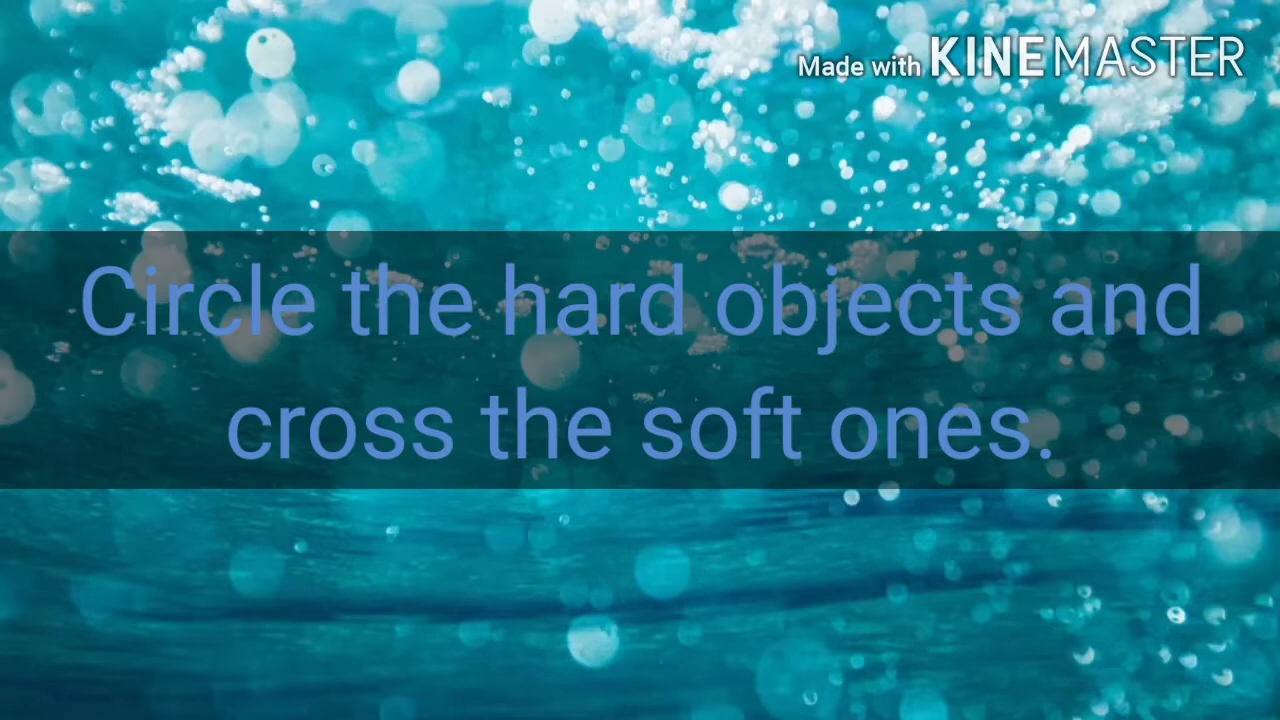 Made with KINEMASTER
Circle the hard objects and
cross the soft ones.